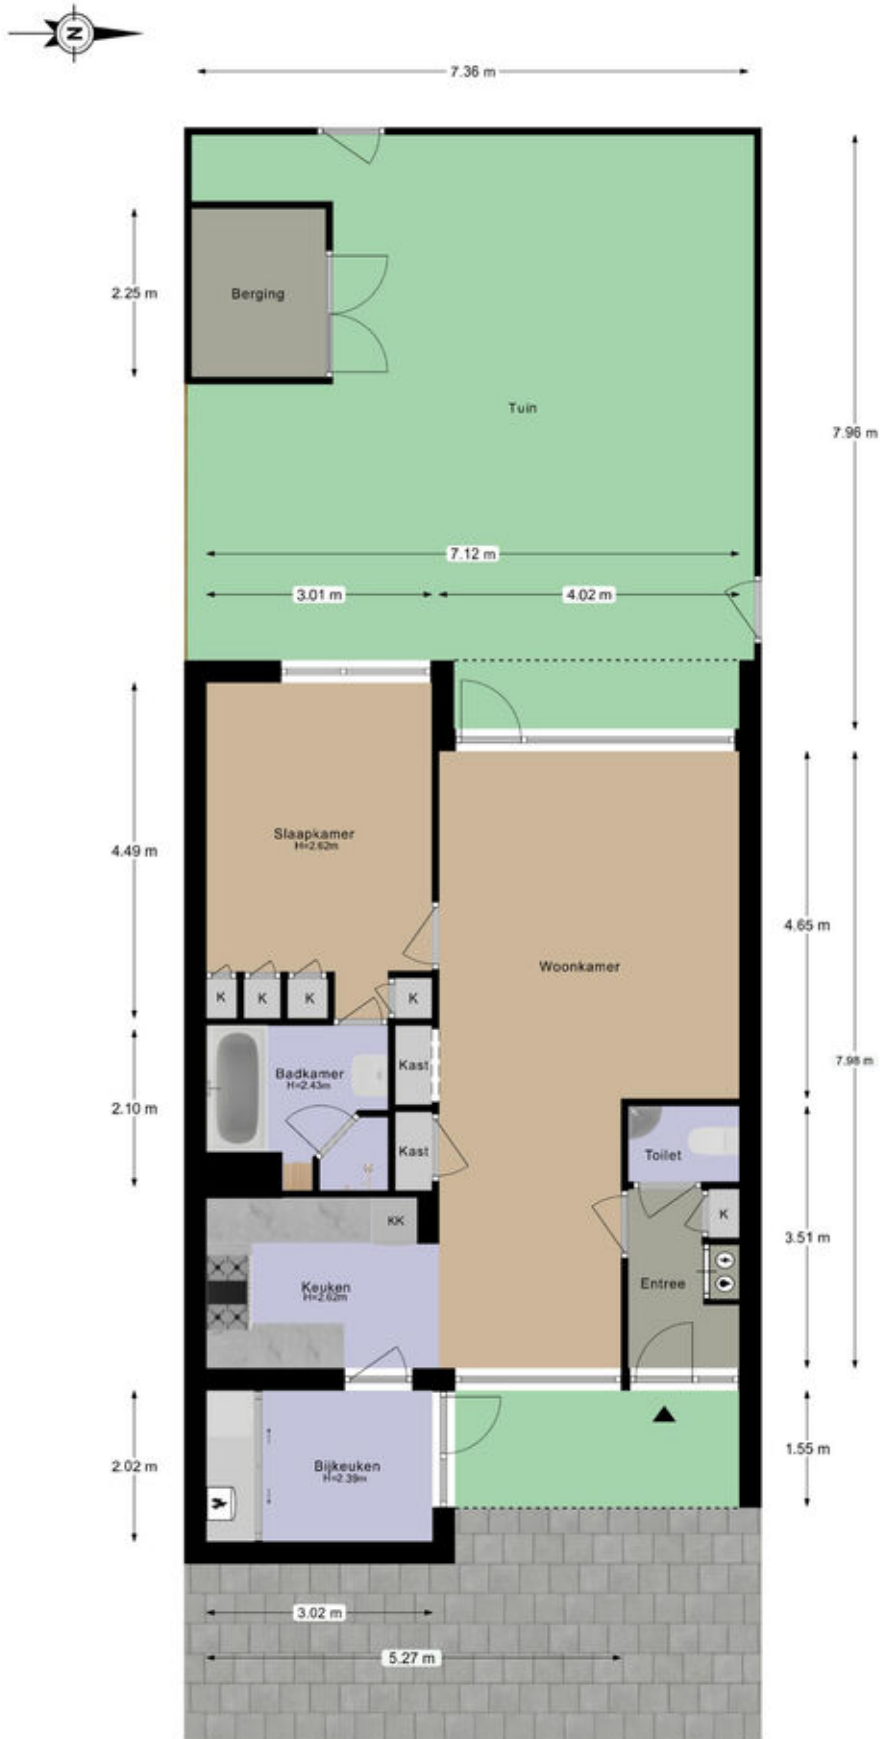 N
7.36 m
2.25 m
Berging
Tuin
7.96 m
7.12 m
3.01 m
4.02 m
4.49 m
Slaapkamer
H=2.62m
4.65 m
Woonkamer
K
K
K
K
7.98 m
Kast
Badkamer
H=2.43m
2.10 m
Kast
Toilet
K
KK
3.51 m
Keuken
H=2.62m
Entree
1.55 m
2.02 m
Bijkeuken
H=2.39m
3.02 m
5.27 m